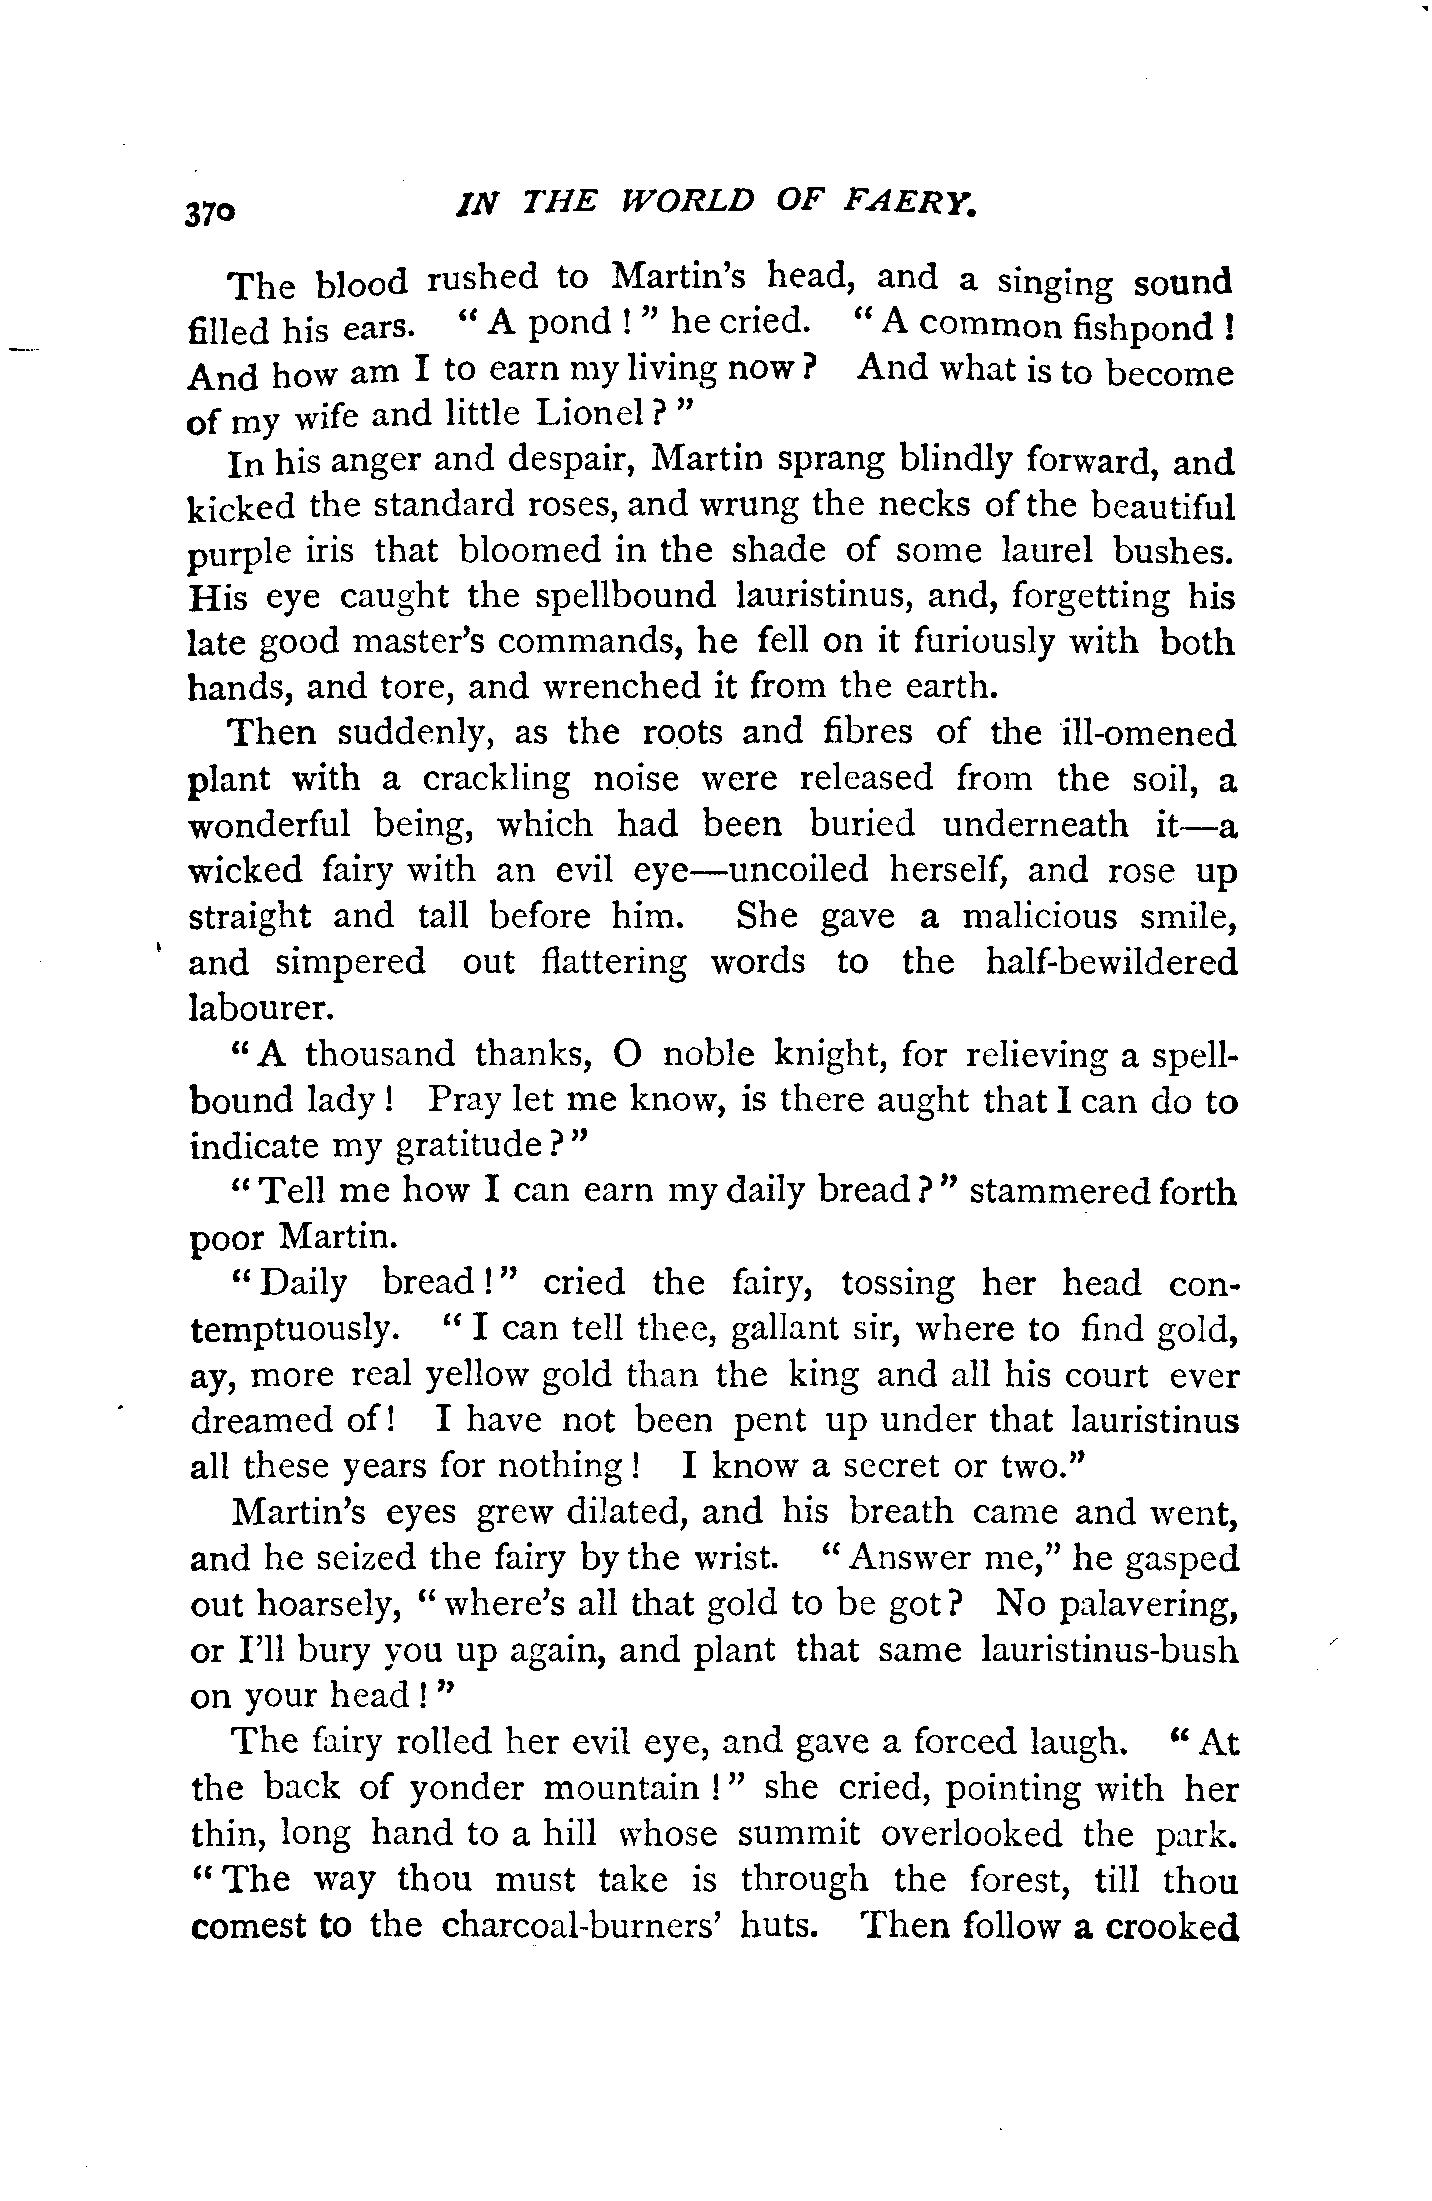 370 IN THE WORLD OF FAERY.
The blood rushed to Martin's head, and a singing sound
filled his ears. "A pond!" he cried. "A common fishpond!
And how am I to earn my living now? And what is to become
of my wife and little Lionel?"
In his anger and despair, Martin sprang blindly forward, and
kicked the standard roses, and wrung the necks of the beautiful
purple iris that bloomed in the shade of some laurel bushes.
His eye caught the spellbound lauristinus, and, forgetting his
late good master's commands, he fell on it furiously with both
hands, and tore, and wrenched it from the earth.
Then suddenly, as the roots and fibres of the ill-omened
plant with a crackling noise were released from the soil, a
wonderful being, which had been buried underneath it—a
wicked fairy with an evil eye—uncoiled herself, and rose up
straight and tall before him. She gave a malicious smile,
and simpered out flattering words to the half-bewildered
labourer.
"A thousand thanks, O noble knight, for relieving a spell-
bound lady! Pray let me know, is there aught that I can do to
indicate my gratitude?"
"Tell me how I can earn my daily bread?" stammered forth
poor Martin.
"Daily bread!" cried the fairy, tossing her head con-
temptuously. "I can tell thee, gallant sir, where to find gold,
ay, more real yellow gold than the king and all his court ever
dreamed of! I have not been pent up under that lauristinus
all these years for nothing! I know a secret or two."
Martin's eyes grew dilated, and his breath came and went,
and he seized the fairy by the wrist. "Answer me," he gasped
out hoarsely, "where's all that gold to be got? No palavering,
or I'll bury you up again, and plant that same lauristinus-bush
on your head!"
The fairy rolled her evil eye, and gave a forced laugh. "At
the back of yonder mountain!" she cried, pointing with her
thin, long hand to a hill whose summit overlooked the park.
"The way thou must take is through the forest, till thou
comest to the charcoal-burners' huts. Then follow a crooked